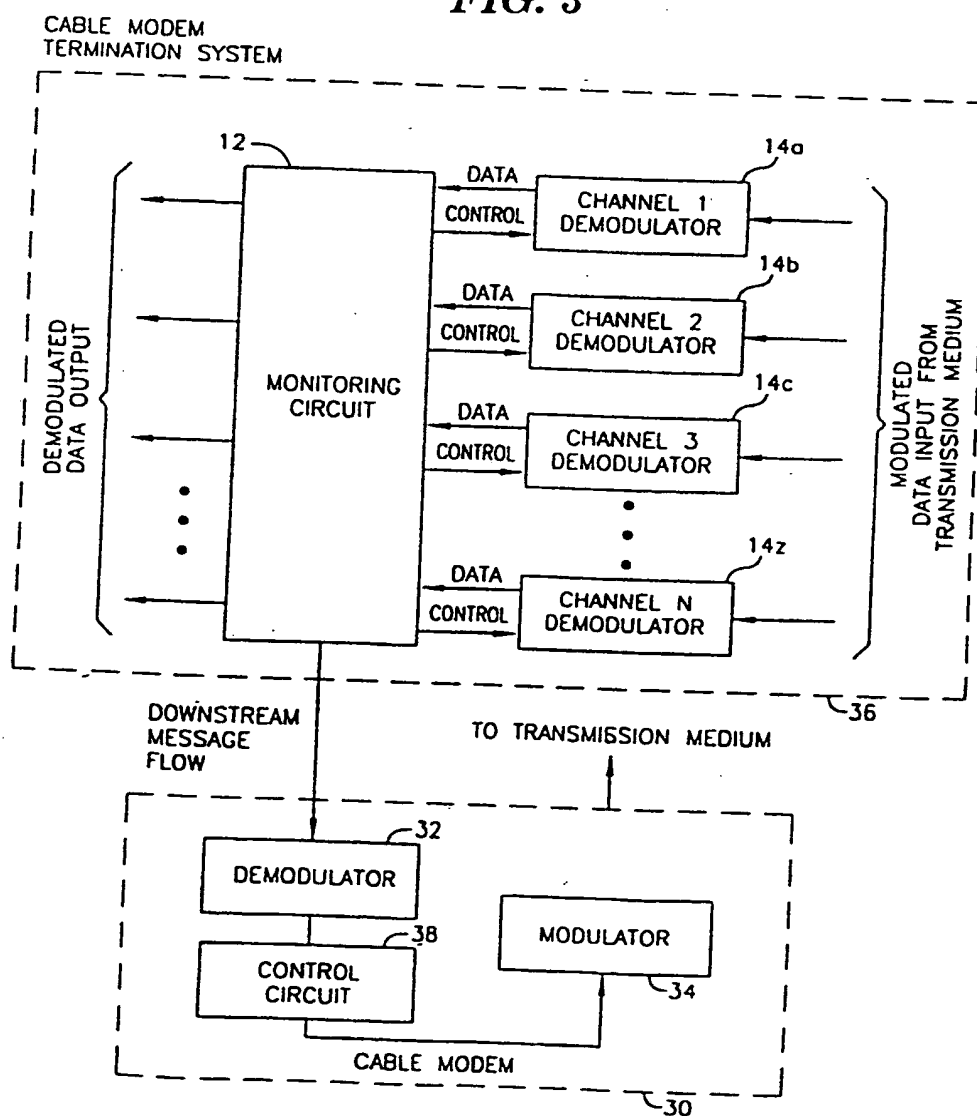 FIG. 3
CABLE MODEM
TERMINATION SYSTEM
12
14a
DATA
CONTROL
CHANNEL 1
DEMODULATOR
14b
DATA
CONTROL
CHANNEL 2
DEMODULATOR
14c
DATA
CONTROL
CHANNEL 3
DEMODULATOR
14z
DATA
CONTROL
CHANNEL N
DEMODULATOR
MONITORING
CIRCUIT
DEMODULATED
DATA OUTPUT
MODULATED
DATA INPUT FROM
TRANSMISSION MEDIUM
36
DOWNSTREAM
MESSAGE
FLOW
TO TRANSMISSION MEDIUM
32
DEMODULATOR
38
CONTROL
CIRCUIT
MODULATOR
34
CABLE MODEM
30